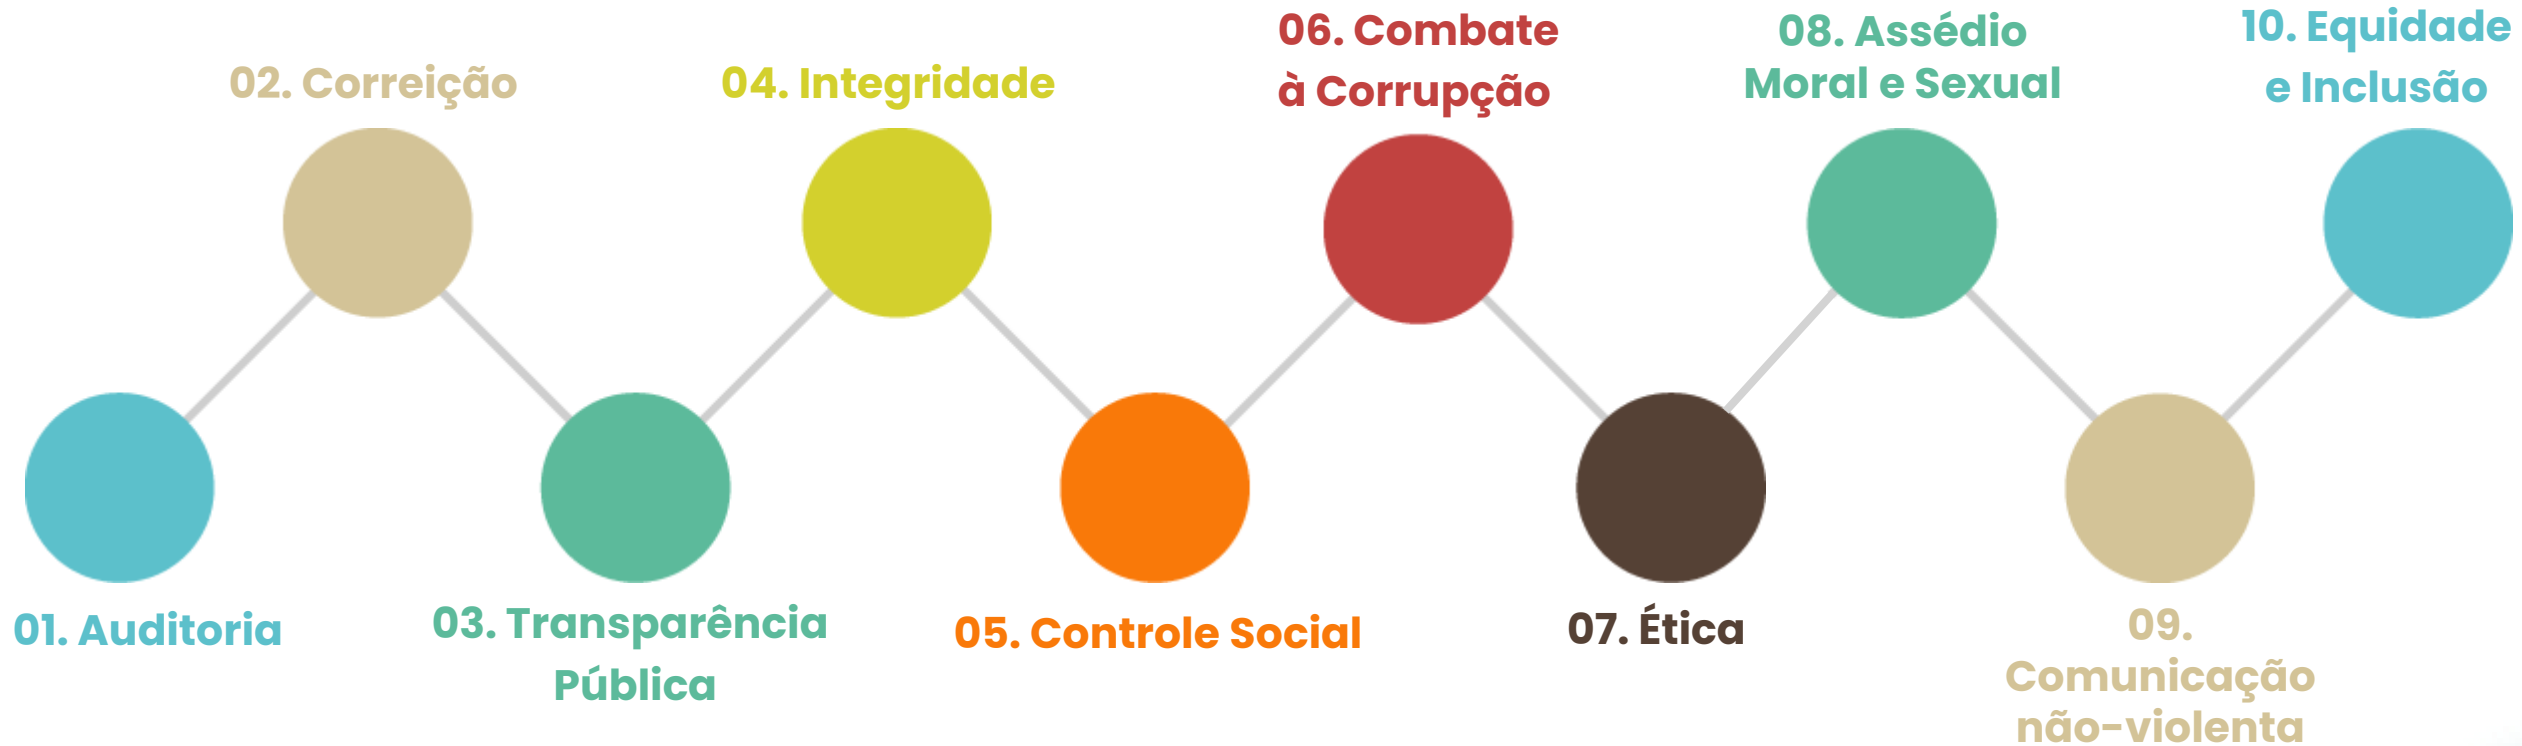 01. Auditoria
02. Correição
03. Transparência
Pública
04. Integridade
05. Controle Social
06. Combate
à Corrupção
07. Ética
08. Assédio
Moral e Sexual
09.
Comunicação
não-violenta
10. Equidade
e Inclusão